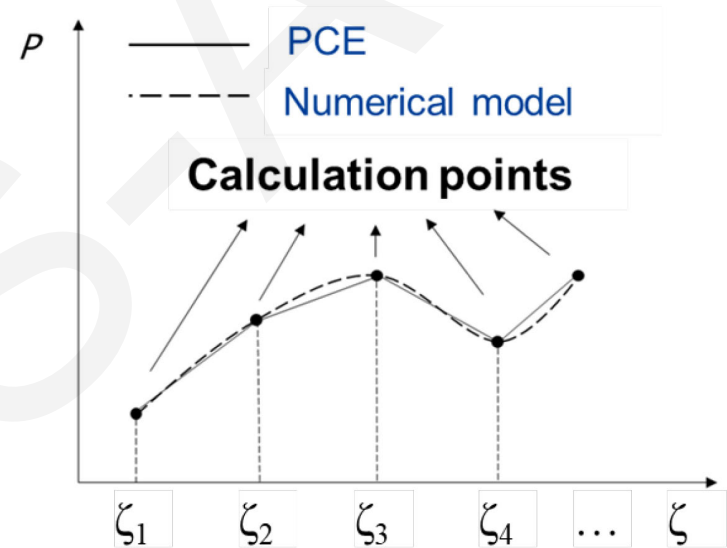 P
PCE
Numerical model
Calculation points
ζ1 ζ2 ζ3 ζ4 ... ζ